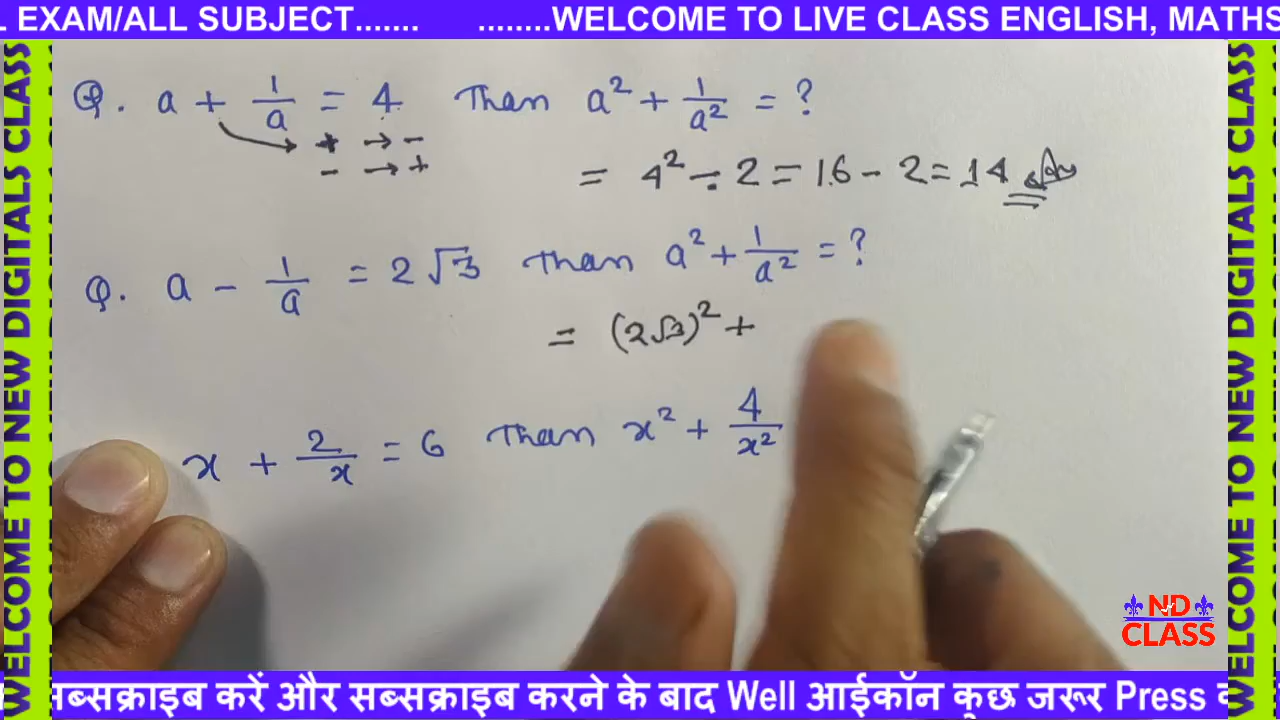 L EXAM/ALL SUBJECT....... ........WELCOME TO LIVE CLASS ENGLISH, MATHS
WELCOME TO NEW DIGITALS CLASS
Q. a + 1/a = 4 Than a² + 1/a² = ?
+ → -
- → +
= 4² - 2 = 16 - 2 = 14
Q. a - 1/a = 2√3 Than a² + 1/a² = ?
= (2√3)² +
x + 2/x = 6 Than x² + 4/x²
ND
CLASS
WELCOME TO NEW DIGITALS CLASS
सब्सक्राइब करें और सब्सक्राइब करने के बाद Well आईकॉन कुछ जरूर Press